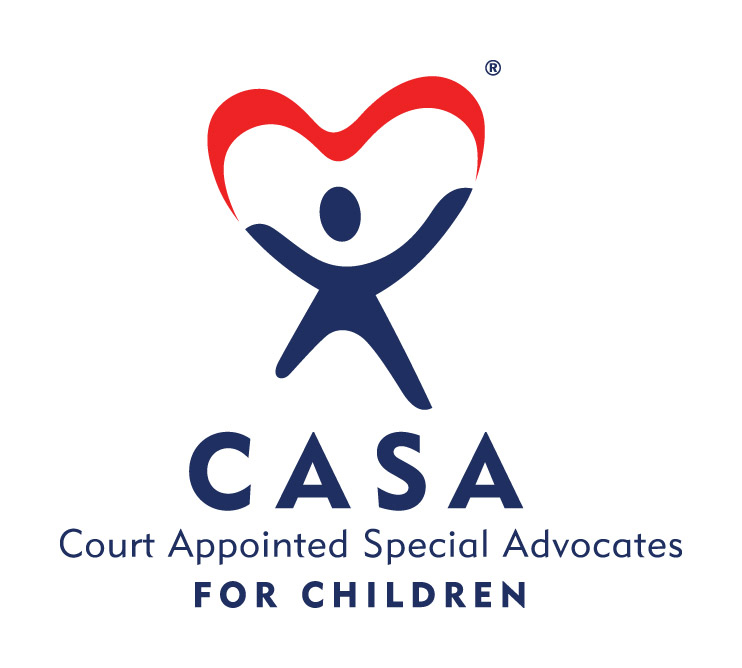 ®
CASA
Court Appointed Special Advocates
FOR CHILDREN